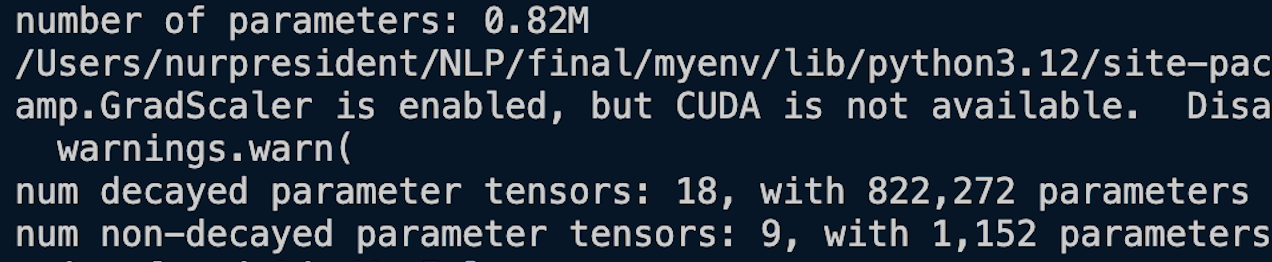 number of parameters: 0.82M
/Users/nurpresident/NLP/final/myenv/lib/python3.12/site-pac
amp.GradScaler is enabled, but CUDA is not available.  Disa
  warnings.warn(
num decayed parameter tensors: 18, with 822,272 parameters
num non-decayed parameter tensors: 9, with 1,152 parameters